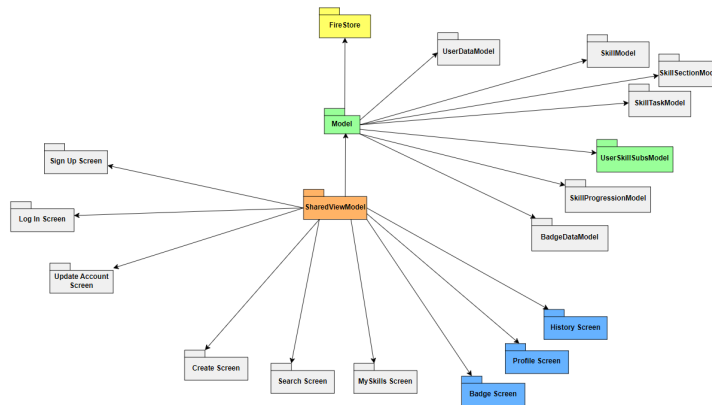 FireStore
UserDataModel
SkillModel
SkillSectionMod
SkillTaskModel
Model
UserSkillSubsModel
Sign Up Screen
SkillProgressionModel
SharedViewModel
Log In Screen
BadgeDataModel
Update Account
Screen
History Screen
Profile Screen
Create Screen
Search Screen
MySkills Screen
Badge Screen